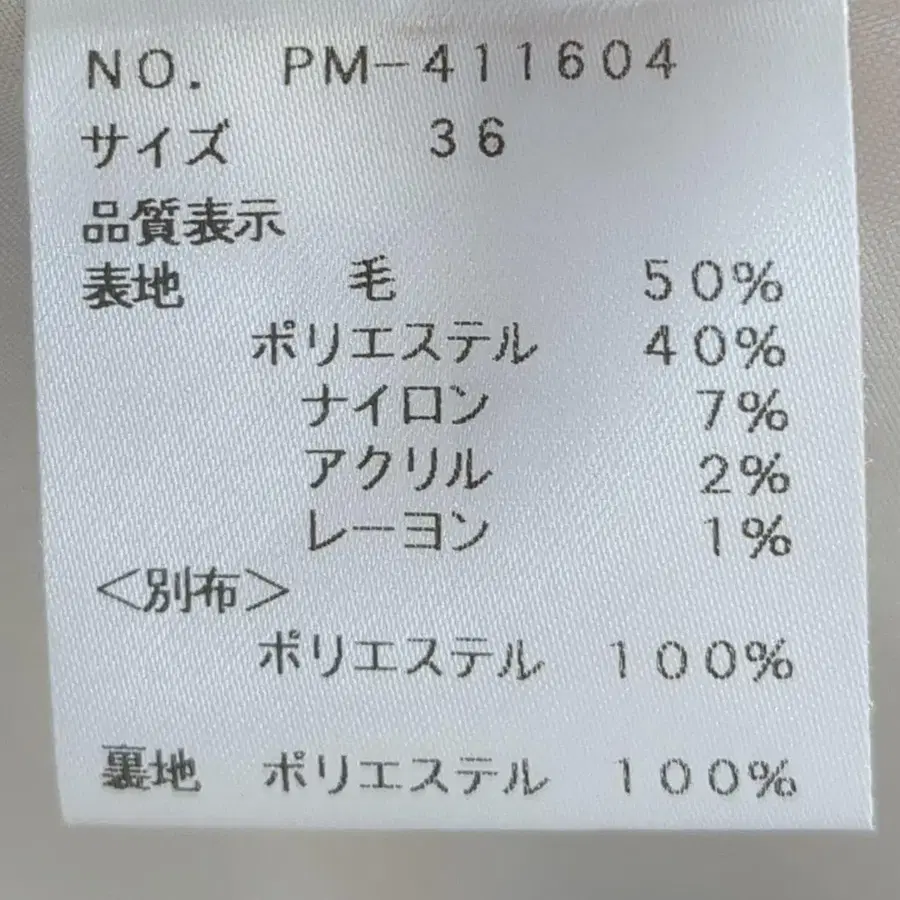 NO. PM-411604
サイズ 36
品質表示
表地 毛 50%
ポリエステル 40%
ナイロン 7%
アクリル 2%
レーヨン 1%
＜別布＞
ポリエステル 100%
裏地 ポリエステル 100%